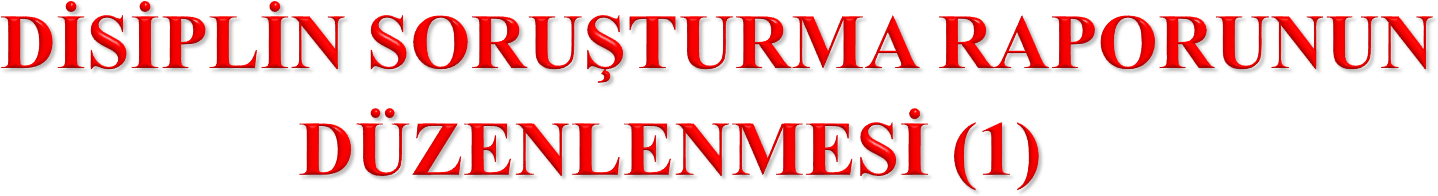 DİSİPLİN SORUŞTURMA RAPORUNUN
DÜZENLENMESİ (1)